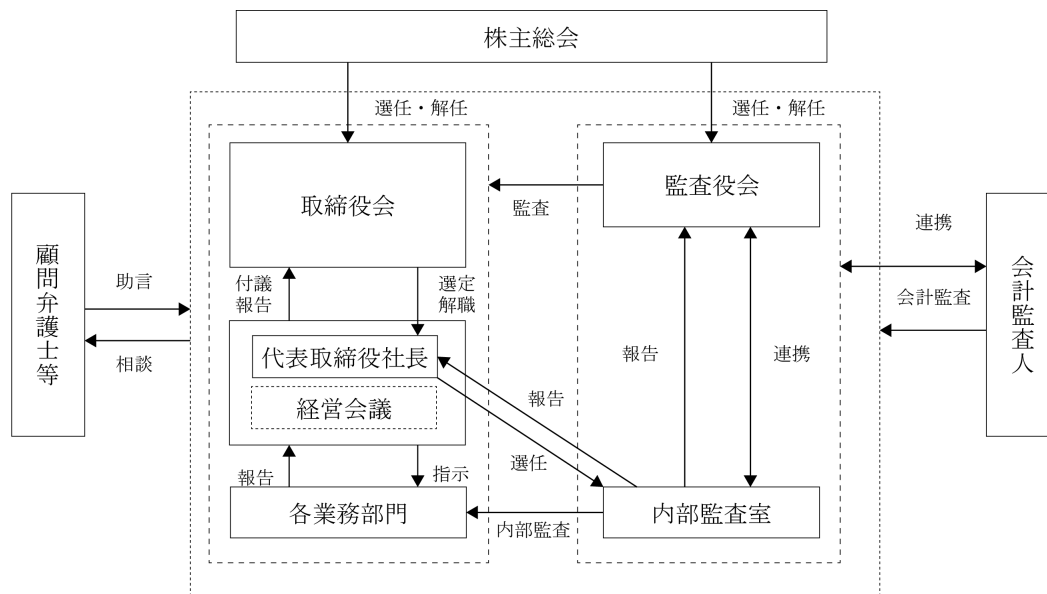 株主総会
選任・解任
選任・解任
取締役会
監査役会
監査
顧問弁護士等
助言
相談
連携
会計監査
会計監査人
付議
報告
選定
解職
代表取締役社長
経営会議
報告
連携
報告
選任
報告
指示
各業務部門
内部監査
内部監査室